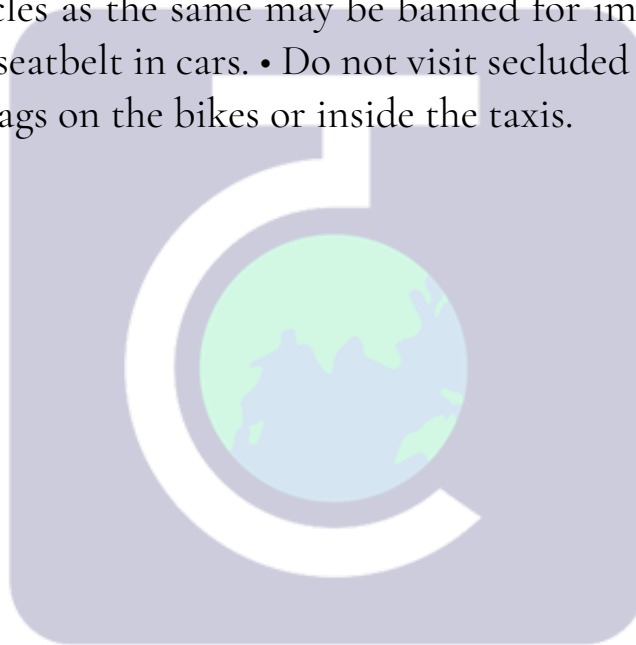 cles as the same may be banned for im
seatbelt in cars. • Do not visit secluded
ags on the bikes or inside the taxis.